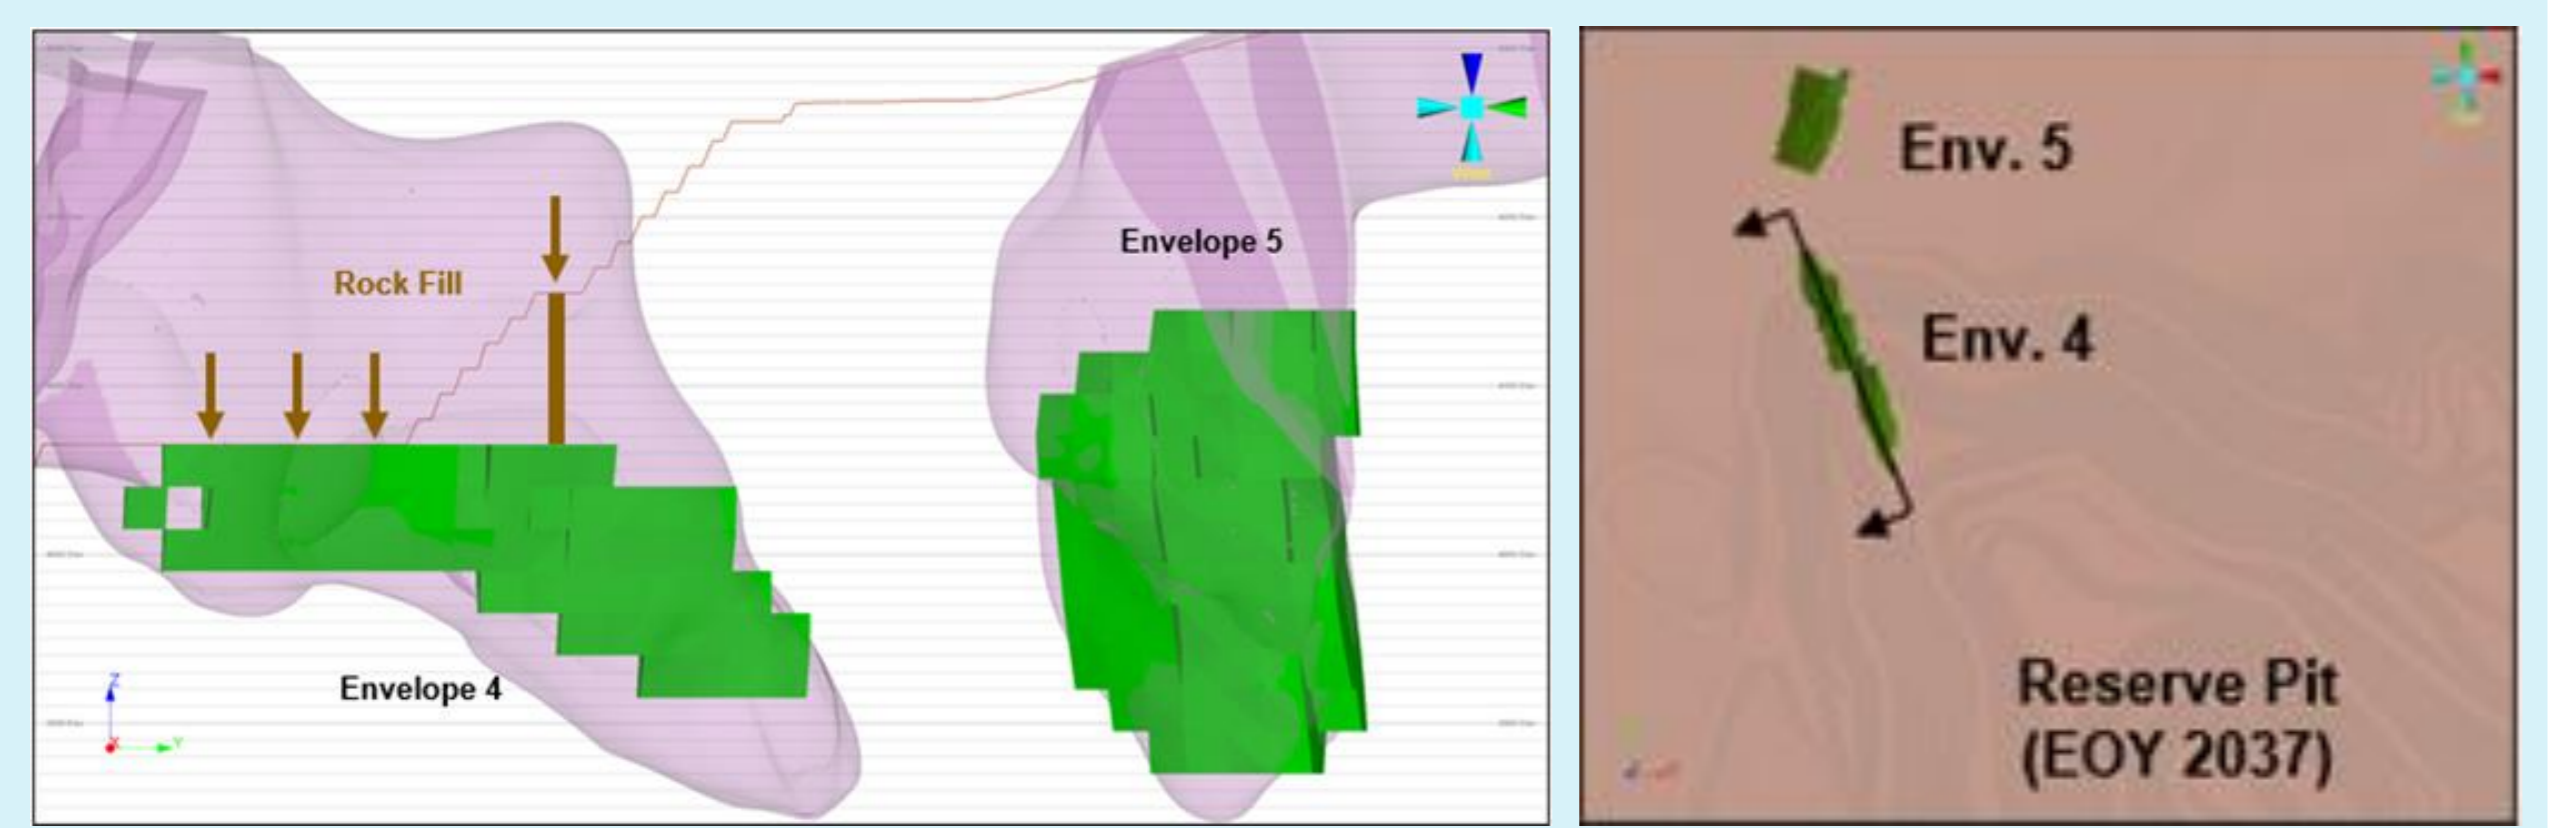 Rock Fill
Envelope 5
Envelope 4
Z
X
Y
Env. 5
Env. 4
Reserve Pit
(EOY 2037)